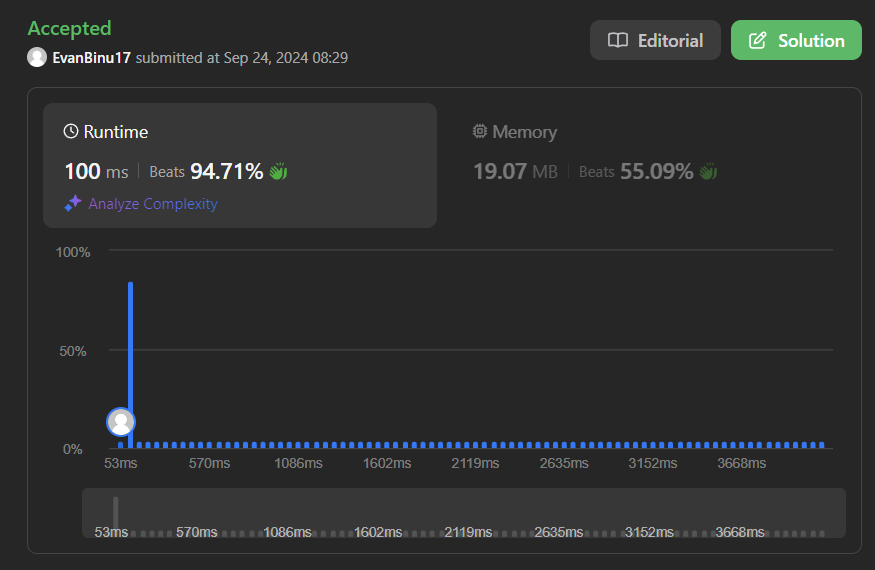 Accepted
EvanBinu17 submitted at Sep 24, 2024 08:29
Editorial
Solution
Runtime
100 ms Beats 94.71%
Analyze Complexity
Memory
19.07 MB Beats 55.09%
100%
50%
0%
53ms 570ms 1086ms 1602ms 2119ms 2635ms 3152ms 3668ms
53ms 570ms 1086ms 1602ms 2119ms 2635ms 3152ms 3668ms